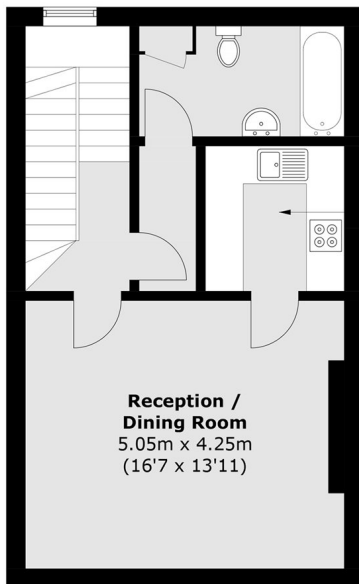 Reception /
Dining Room
5.05m x 4.25m
(16'7 x 13'11)